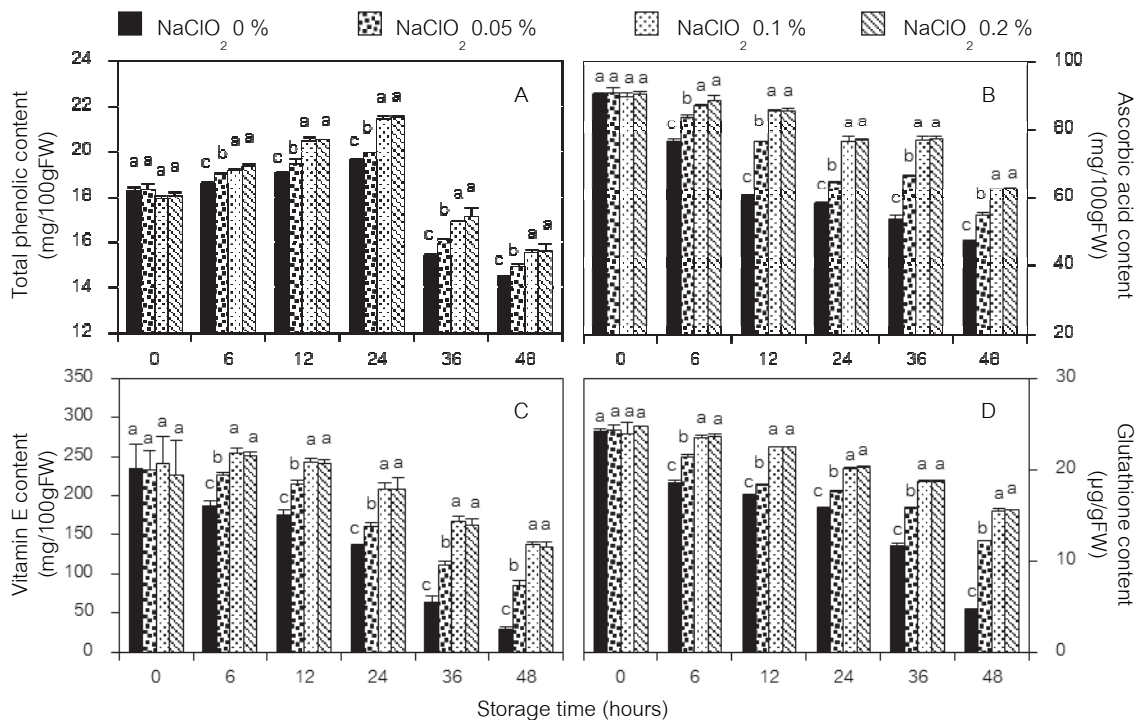 NaClO₂ 0 % NaClO₂ 0.05 % NaClO₂ 0.1 % NaClO₂ 0.2 %
Total phenolic content
(mg/100gFW)
24
22
20
18
16
14
12
A
a a a a
c b a a
c b a a
c b a a
c b a a
c b a a
0 6 12 24 36 48
B
a a a a
c b a a
c b a a
c b a a
c b a a
c b a a
0 6 12 24 36 48
100
80
60
40
20
Ascorbic acid content
(mg/100gFW)
Vitamin E content
(mg/100gFW)
350
300
250
200
150
100
50
0
C
a a a a
c b a a
c b a a
c b a a
c b a a
c b a a
0 6 12 24 36 48
D
a a a a
c b a a
c b a a
c b a a
c b a a
c b a a
0 6 12 24 36 48
30
20
10
0
Glutathione content
(µg/gFW)
Storage time (hours)